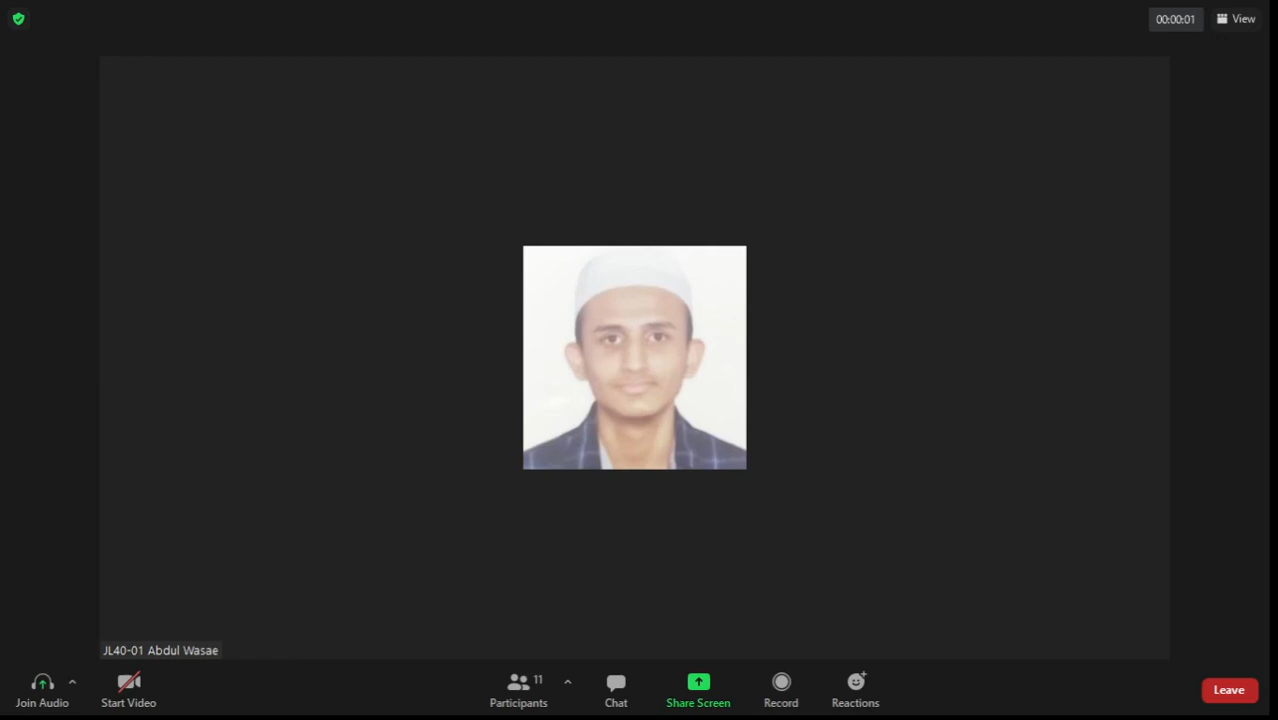 00:00:01 View
JL40-01 Abdul Wasae
11
Join Audio Start Video Participants Chat Share Screen Record Reactions Leave